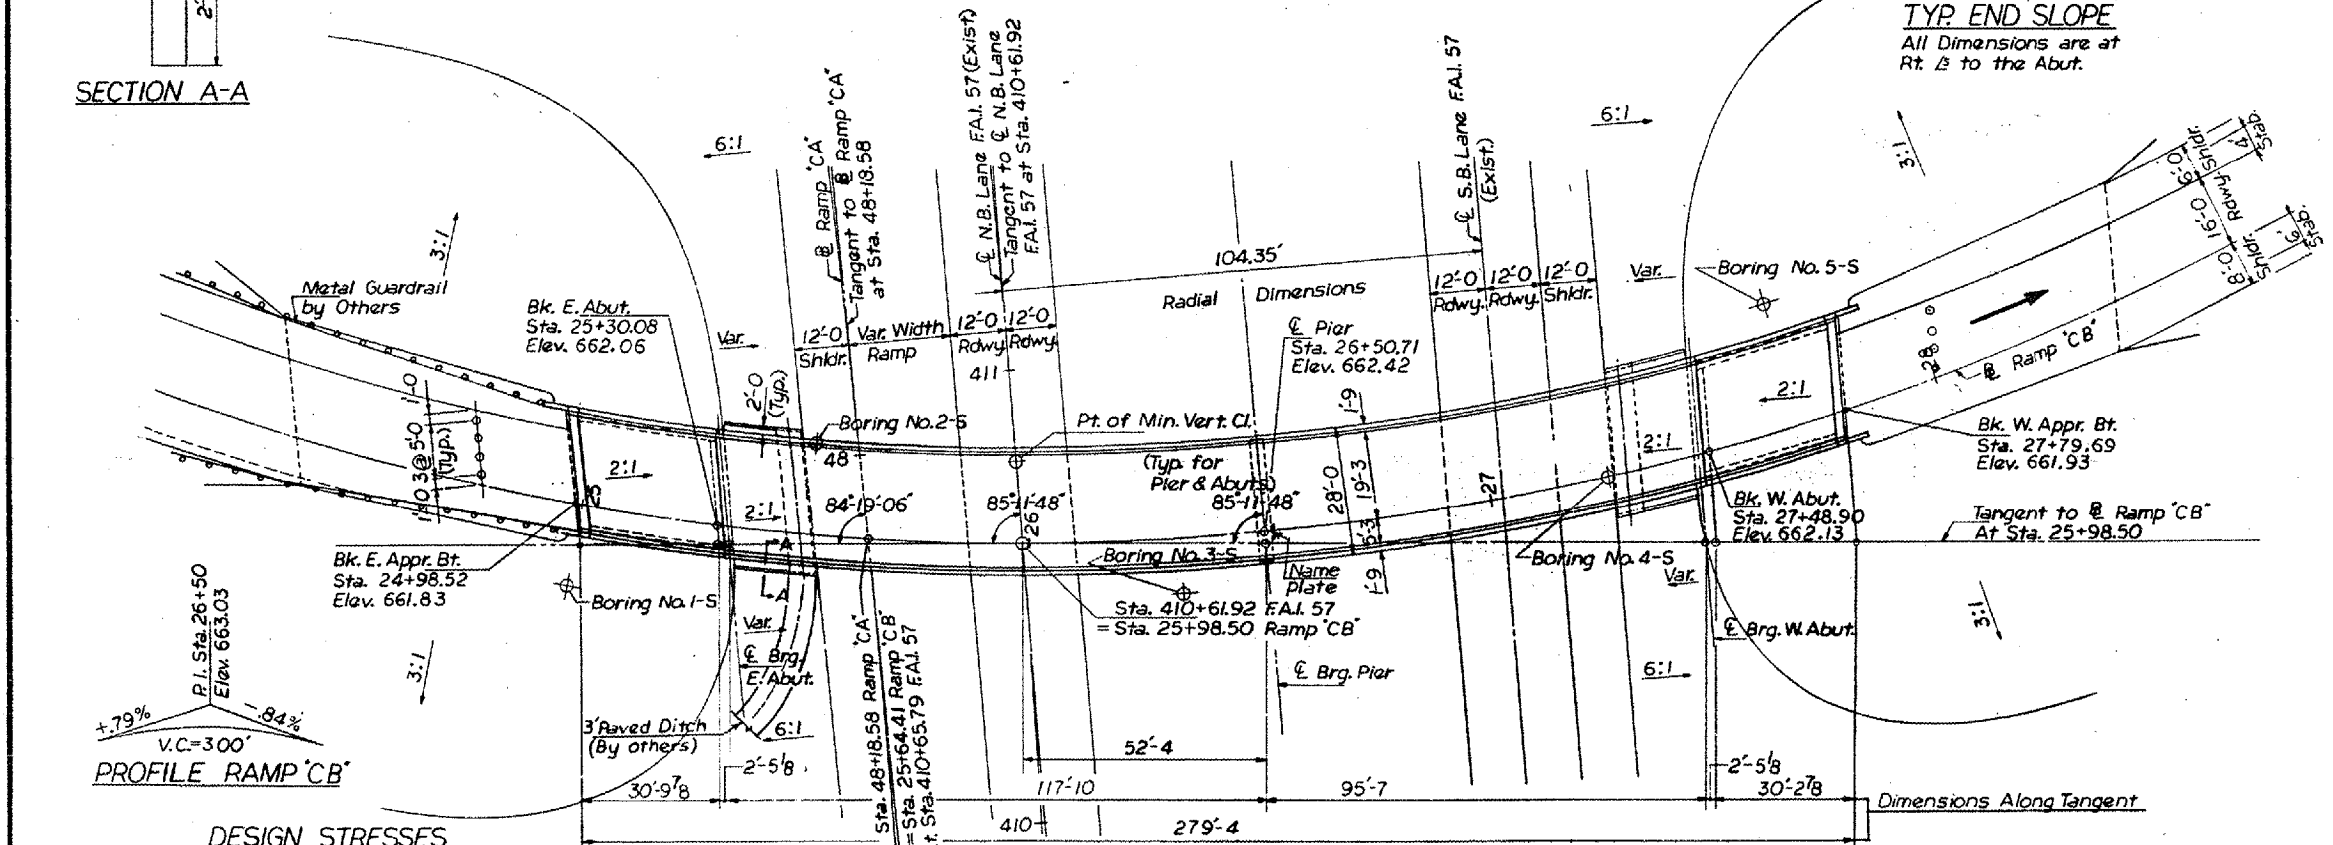 SECTION A-A
TYP. END SLOPE
All Dimensions are at
Rt. ∠s to the Abut.
6:1
3:1
Metal Guardrail
by Others
Bk. E. Abut.
Sta. 25+30.08
Elev. 662.06
Var.
12'-0
Shldr.
Var. Width
Ramp
12'-0
Rdwy.
12'-0
Rdwy.
℄ Ramp "CA"
Tangent to ℄ Ramp "CA"
at Sta. 48+18.58
℄ N.B. Lane F.A.I. 57 (Exist.)
Tangent to ℄ N.B. Lane
F.A.I. 57 at Sta. 410+61.92
104.35'
Radial Dimensions
℄ S.B. Lane F.A.I. 57
(Exist.)
12'-0
Rdwy.
12'-0
Rdwy.
12'-0
Shldr.
6:1
Var.
Boring No. 5-S
3:1
6'-0
Shldr.
4'
Stab.
16'-0
Rdwy.
8'-0
Shldr.
6'
Stab.
℄ Ramp "CB"
28
411
℄ Pier
Sta. 26+50.71
Elev. 662.42
2'-0
(Typ.)
Boring No. 2-S
48
Pt. of Min. Vert. Cl.
(Typ. for
Pier & Abuts.)
84°-19'-06"
85°-11'-48"
85°-11'-48"
26
1'-9
28'-0
19'-3
5'-3
1'-9
27
2:1
2:1
Bk. W. Appr. Bt.
Sta. 27+79.69
Elev. 661.93
1'-0
3@5'-0
(Typ.)
1'-0
2:1
25
2:1
Bk. W. Abut.
Sta. 27+48.90
Elev. 662.13
Tangent to ℄ Ramp "CB"
At Sta. 25+98.50
Bk. E. Appr. Bt.
Sta. 24+98.52
Elev. 661.83
Boring No. 1-S
A
A
Boring No. 3-S
Name
Plate
Boring No. 4-S
Var.
Sta. 410+61.92 F.A.I. 57
= Sta. 25+98.50 Ramp "CB"
℄ Brg. W. Abut.
3:1
3:1
Var.
℄ Brg.
E. Abut.
℄ Brg. Pier
6:1
P.I. Sta. 26+50
Elev. 663.03
+.79%
-.84%
V.C.=300'
PROFILE RAMP "CB"
3' Paved Ditch
(By others)
6:1
Sta. 48+18.58 Ramp "CA"
= Sta. 25+64.41 Ramp "CB"
Sta. 410+65.79 F.A.I. 57
52'-4
2'-5⅛
2'-5⅛
30'-9⅞
117'-10
95'-7
30'-2⅞
Dimensions Along Tangent
410
279'-4
DESIGN STRESSES